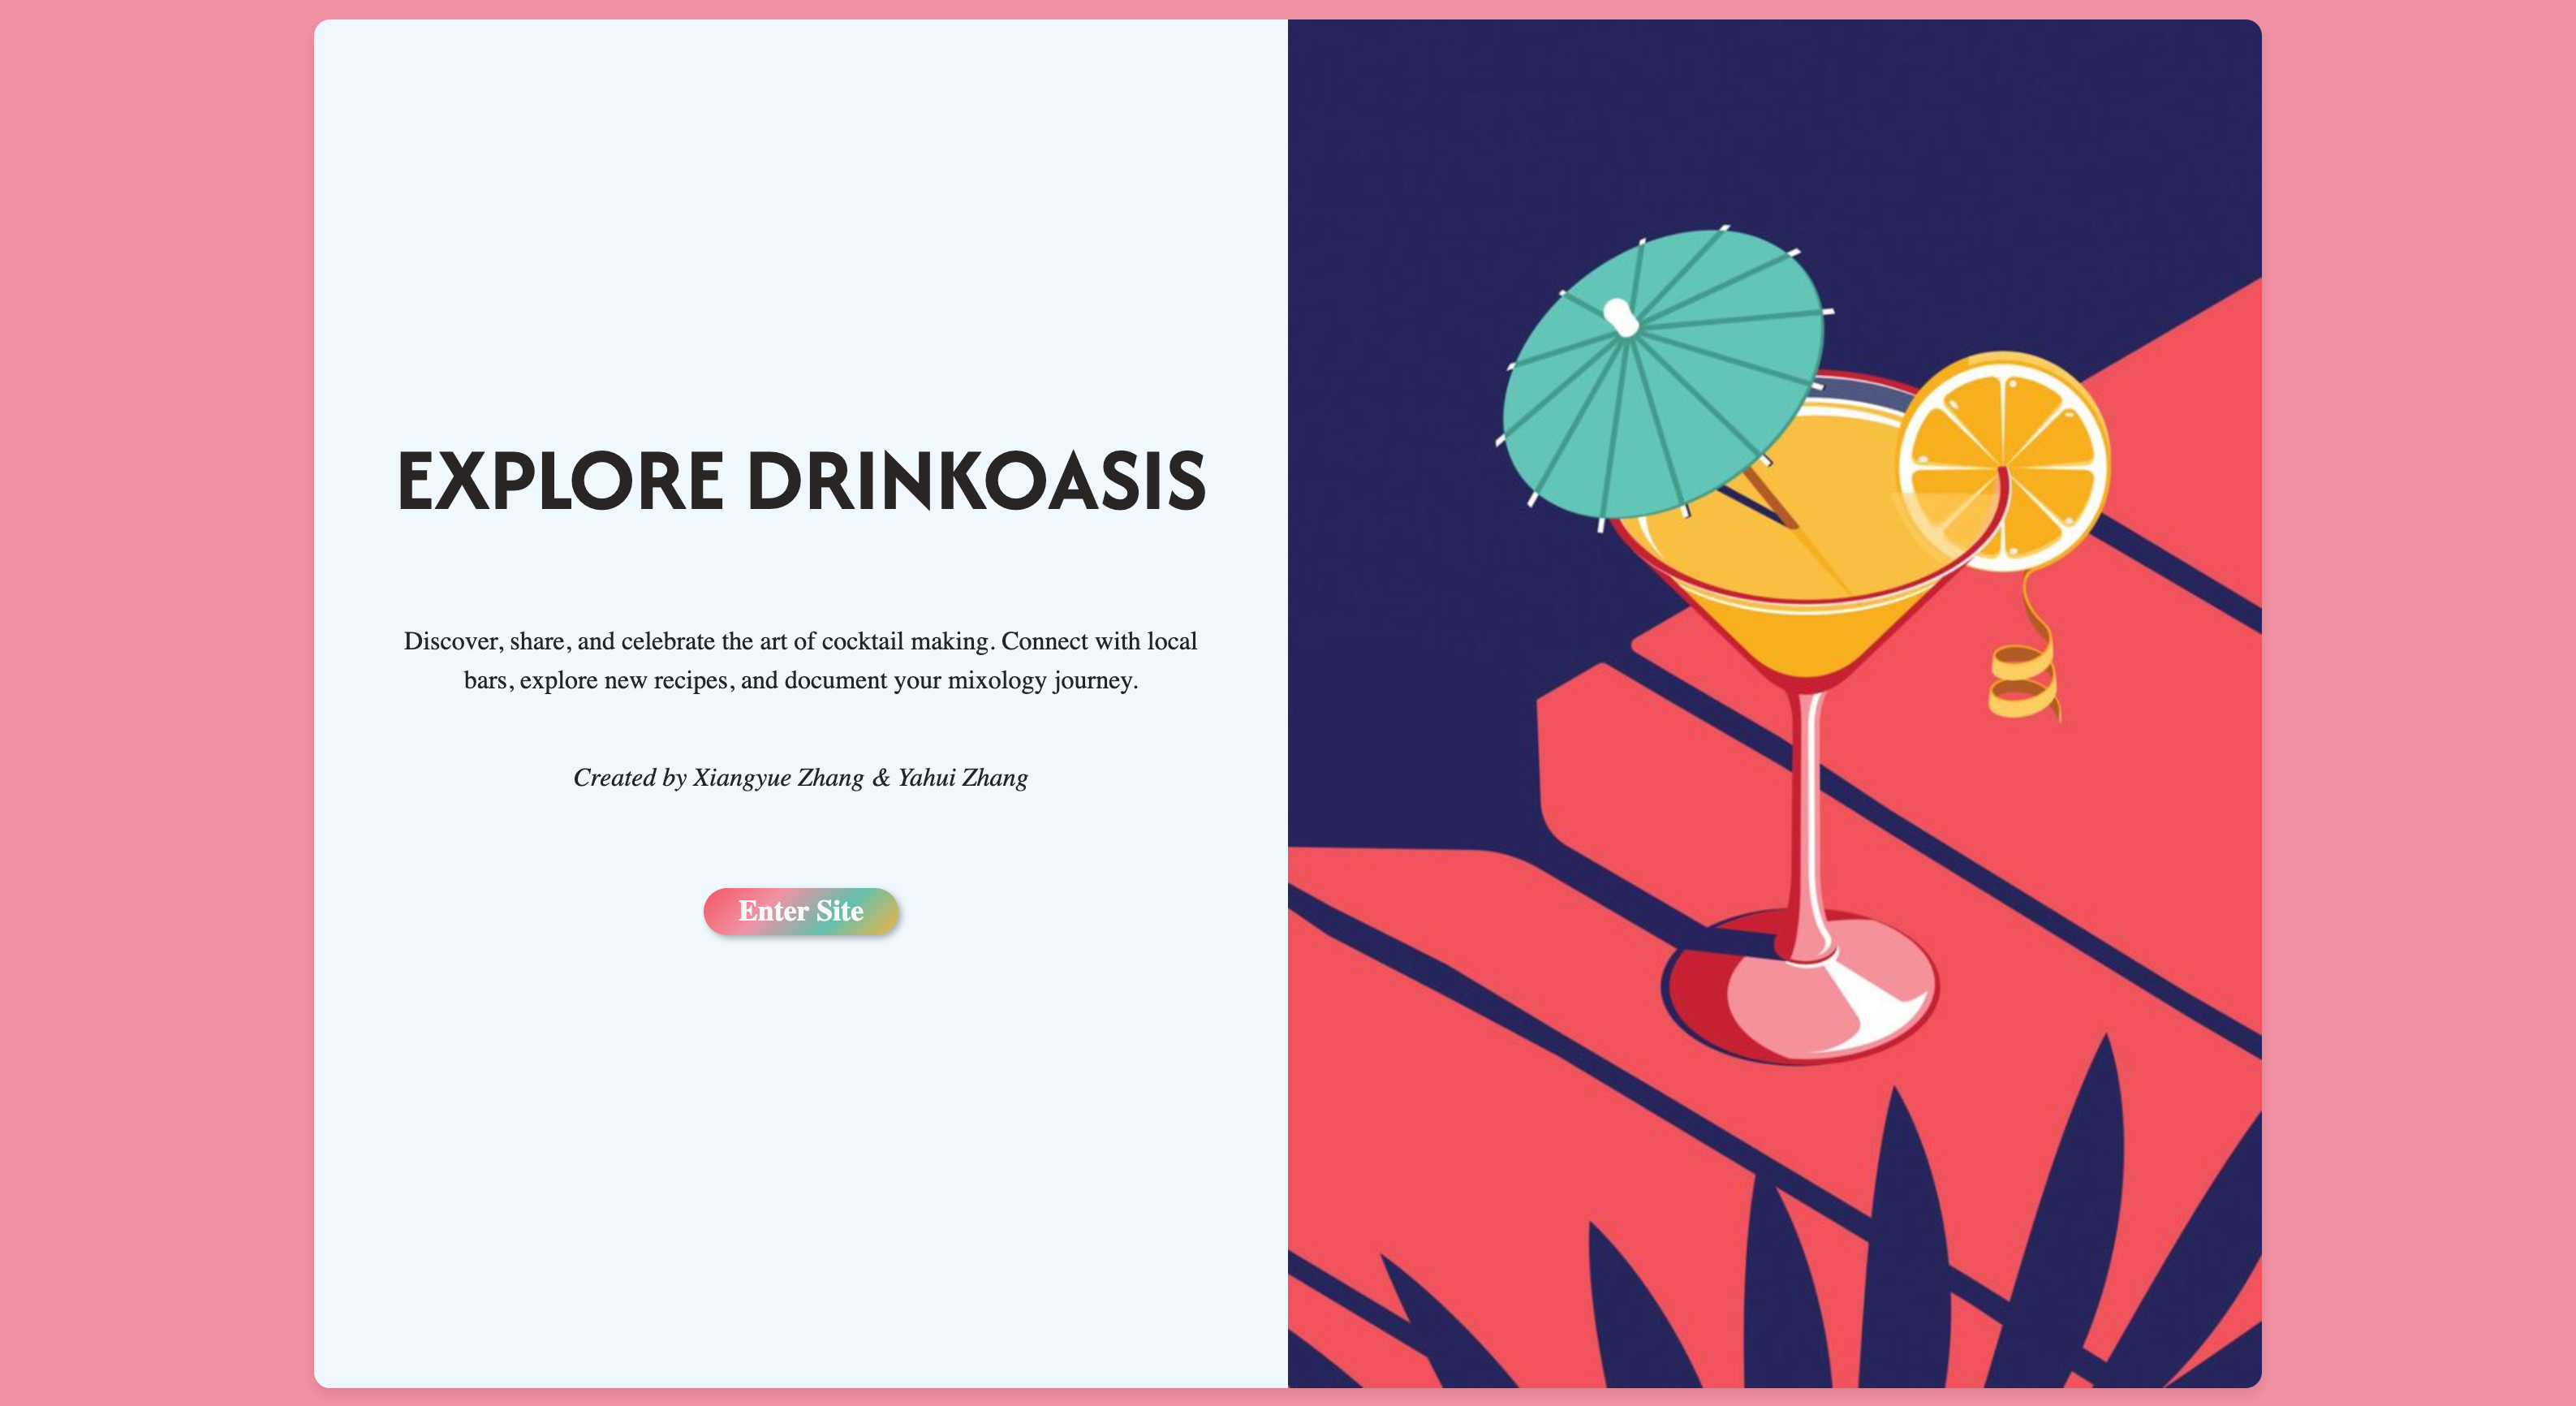 EXPLORE DRINKOASIS
Discover, share, and celebrate the art of cocktail making. Connect with local
bars, explore new recipes, and document your mixology journey.
Created by Xiangyue Zhang & Yahui Zhang
Enter Site